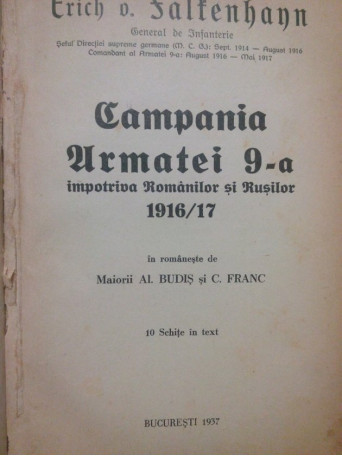 Erich v. Falkenhayn
General de Infanterie
Șeful Direcției supreme germane (M. C. G.): Sept. 1914 — August 1916
Comandant al Armatei 9-a: August 1916 — Mai 1917
Campania
Armatei 9-a
împotriva Românilor și Rușilor
1916/17
în românește de
Maiorii Al. BUDIȘ și C. FRANC
10 Schițe in text
BUCUREȘTI 1937